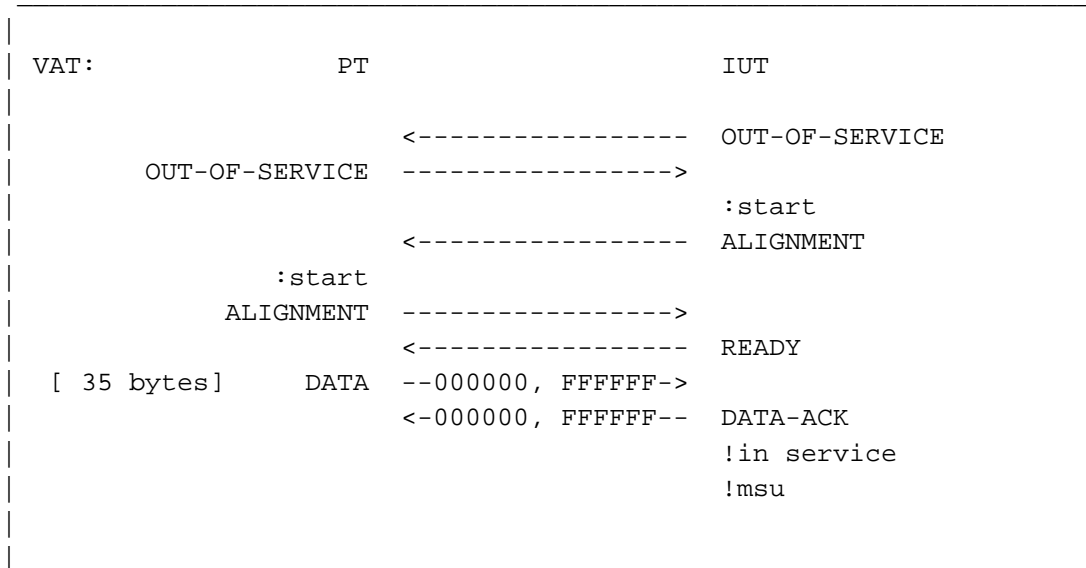 VAT: PT IUT
<----------------- OUT-OF-SERVICE
OUT-OF-SERVICE ----------------->
:start
<----------------- ALIGNMENT
:start
ALIGNMENT ----------------->
<----------------- READY
[ 35 bytes] DATA --000000, FFFFFF->
<-000000, FFFFFF-- DATA-ACK
!in service
!msu